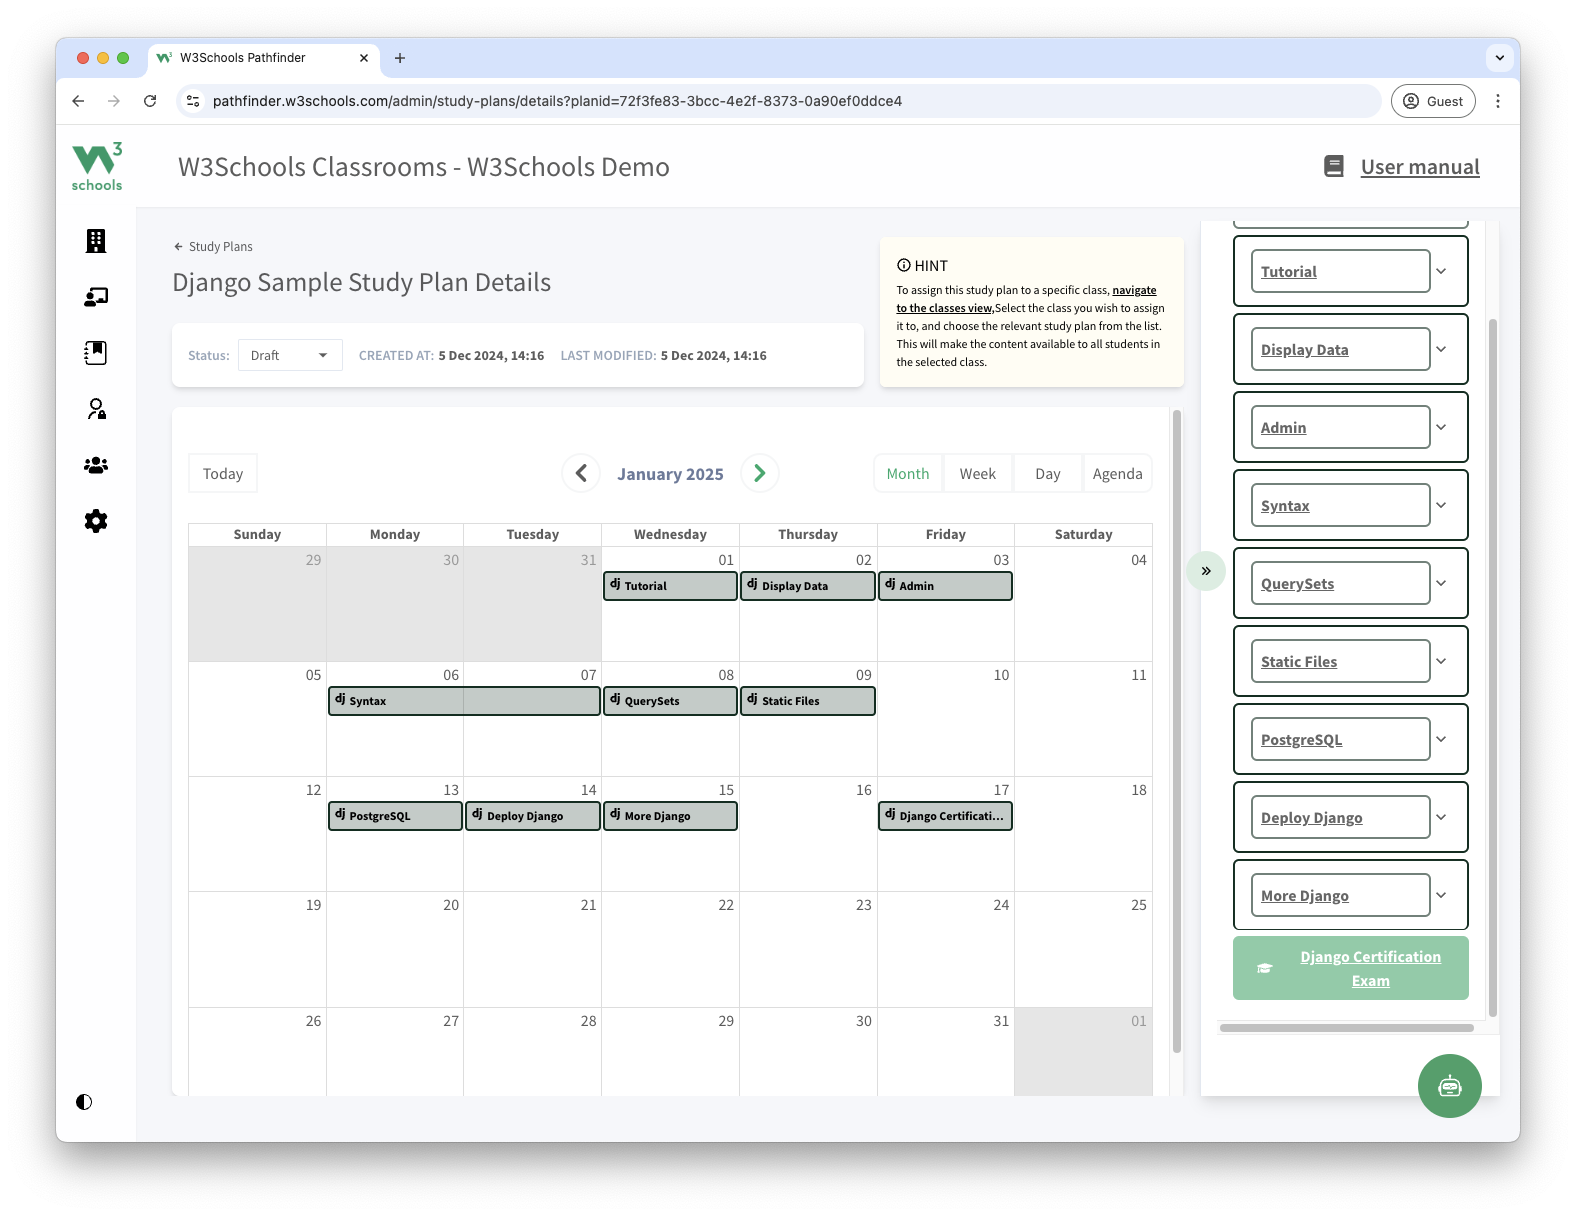 W3Schools Pathfinder
pathfinder.w3schools.com/admin/study-plans/details?planid=72f3fe83-3bcc-4e2f-8373-0a90ef0ddce4
Guest
W3 schools
W3Schools Classrooms - W3Schools Demo
User manual
Study Plans
Django Sample Study Plan Details
Status: Draft CREATED AT: 5 Dec 2024, 14:16 LAST MODIFIED: 5 Dec 2024, 14:16
HINT
To assign this study plan to a specific class, navigate
to the classes view,Select the class you wish to assign
it to, and choose the relevant study plan from the list.
This will make the content available to all students in
the selected class.
Today
January 2025
Month Week Day Agenda
Sunday Monday Tuesday Wednesday Thursday Friday Saturday
29 30 31 01 02 03 04
dj Tutorial dj Display Data dj Admin
05 06 07 08 09 10 11
dj Syntax dj QuerySets dj Static Files
12 13 14 15 16 17 18
dj PostgreSQL dj Deploy Django dj More Django dj Django Certificati...
19 20 21 22 23 24 25
26 27 28 29 30 31 01
Tutorial
Display Data
Admin
Syntax
QuerySets
Static Files
PostgreSQL
Deploy Django
More Django
Django Certification
Exam